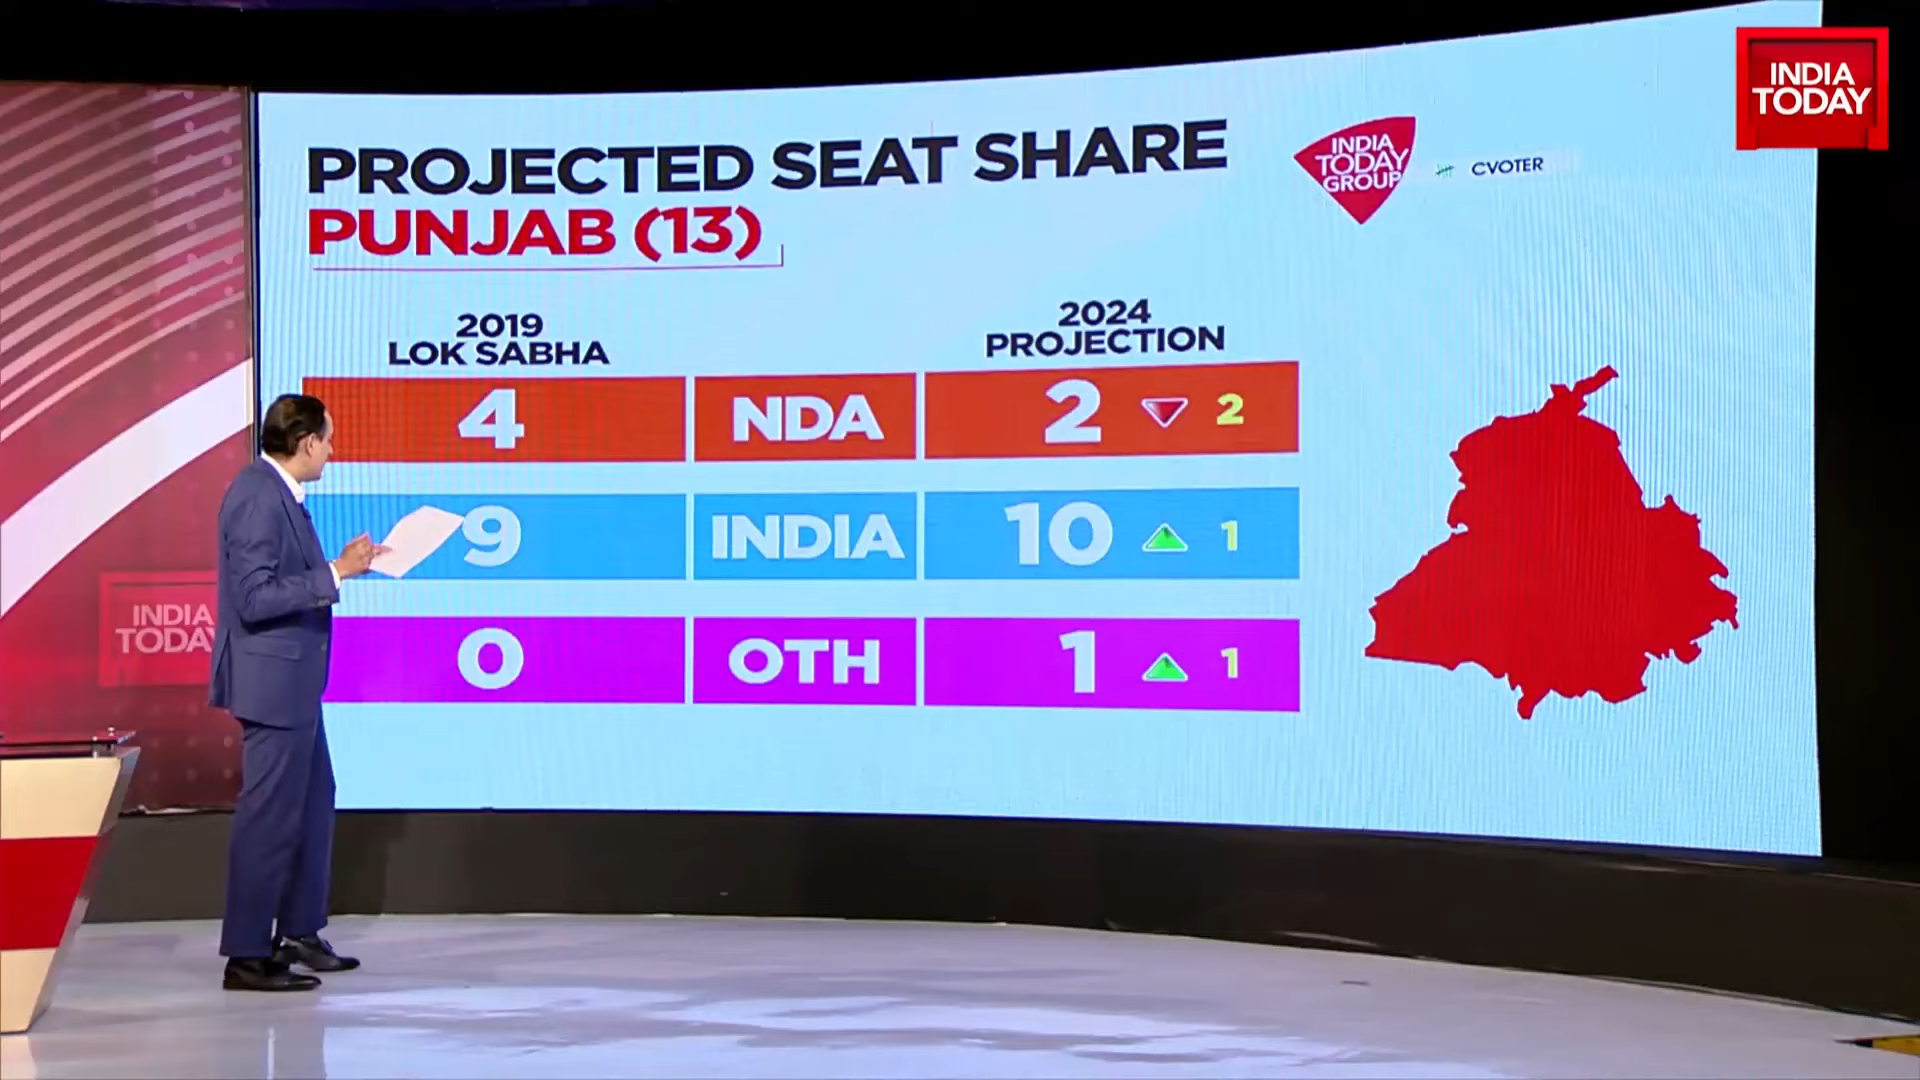 INDIA
TODAY
PROJECTED SEAT SHARE
PUNJAB (13)
INDIA
TODAY
GROUP
CVOTER
2019
LOK SABHA
2024
PROJECTION
4 NDA 2 2
9 INDIA 10 1
0 OTH 1 1
INDIA
TODAY